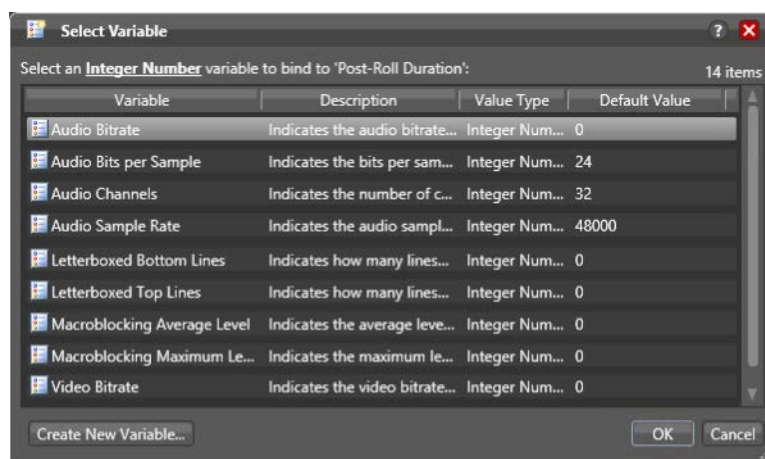 Select Variable
?
Select an Integer Number variable to bind to 'Post-Roll Duration':
14 items
Variable Description Value Type Default Value
Audio Bitrate Indicates the audio bitrate... Integer Num... 0
Audio Bits per Sample Indicates the bits per sam... Integer Num... 24
Audio Channels Indicates the number of c... Integer Num... 32
Audio Sample Rate Indicates the audio sampl... Integer Num... 48000
Letterboxed Bottom Lines Indicates how many lines... Integer Num... 0
Letterboxed Top Lines Indicates how many lines... Integer Num... 0
Macroblocking Average Level Indicates the average leve... Integer Num... 0
Macroblocking Maximum Le... Indicates the maximum le... Integer Num... 0
Video Bitrate Indicates the video bitrate... Integer Num... 0
Create New Variable... OK Cancel